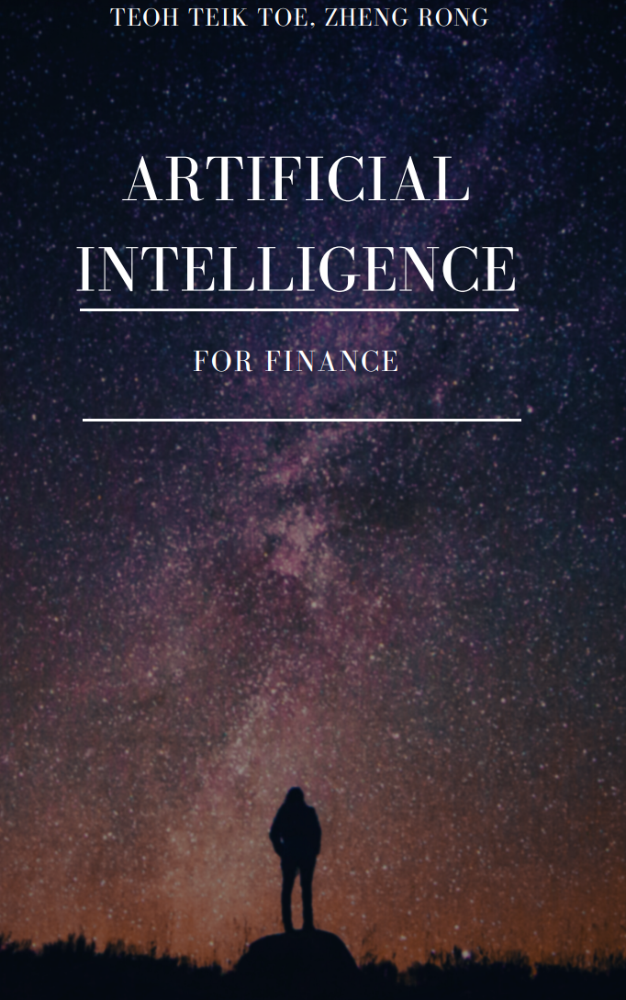 TEOH TEIK TOE, ZHENG RONG
ARTIFICIAL
INTELLIGENCE
FOR FINANCE